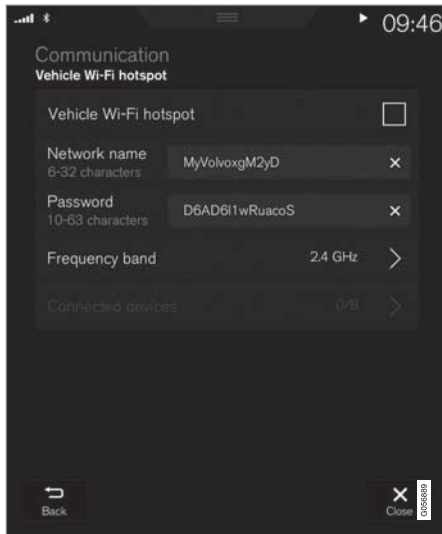 09:46
Communication
Vehicle Wi-Fi hotspot
Vehicle Wi-Fi hotspot
Network name
6-32 characters
MyVolvoxgM2yD
Password
10-63 characters
D6AD6l1wRuacoS
Frequency band
2.4 GHz
Connected devices
0/8
Back
Close
G056889